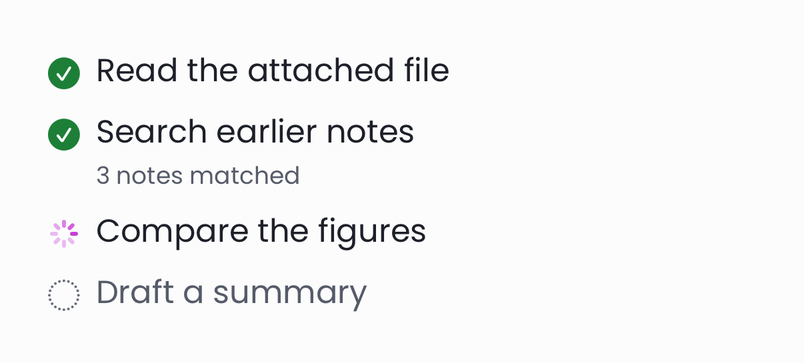 Read the attached file
Search earlier notes
3 notes matched
Compare the figures
Draft a summary